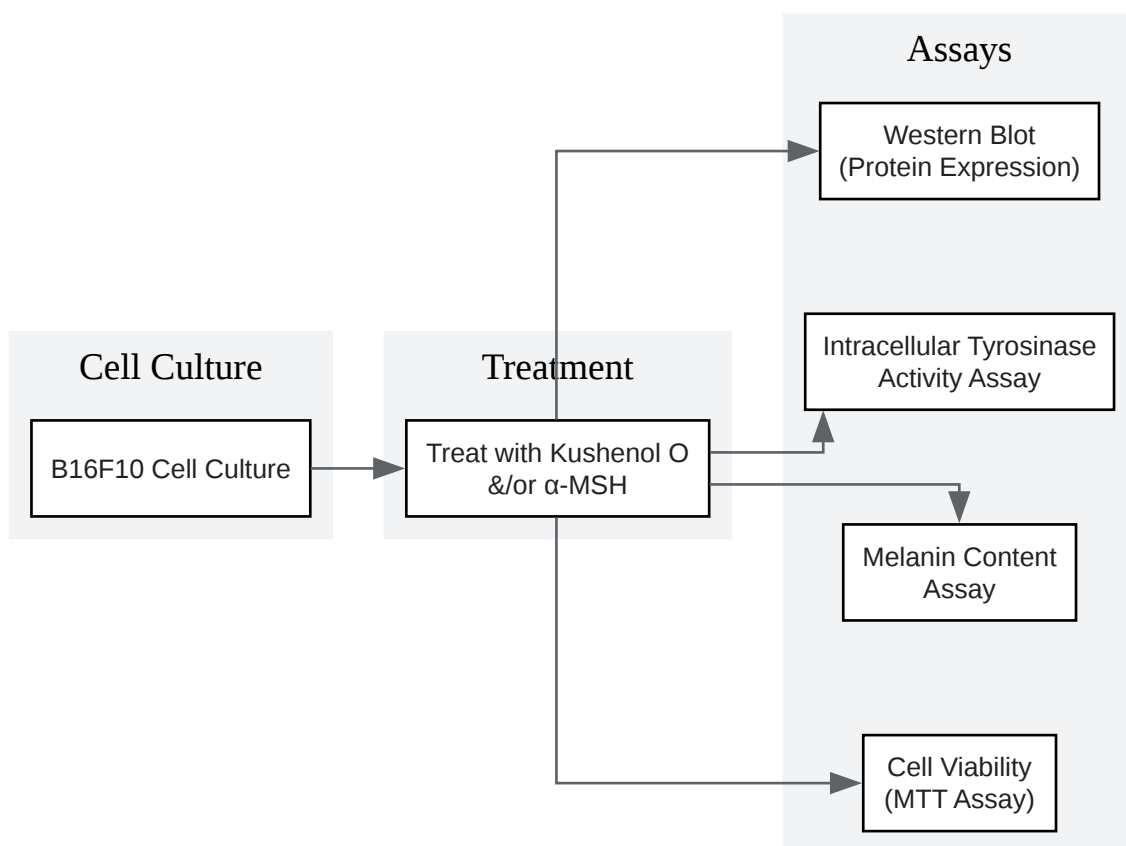 Cell Culture
B16F10 Cell Culture
Treatment
Treat with Kushenol O
&/or α-MSH
Assays
Western Blot
(Protein Expression)
Intracellular Tyrosinase
Activity Assay
Melanin Content
Assay
Cell Viability
(MTT Assay)